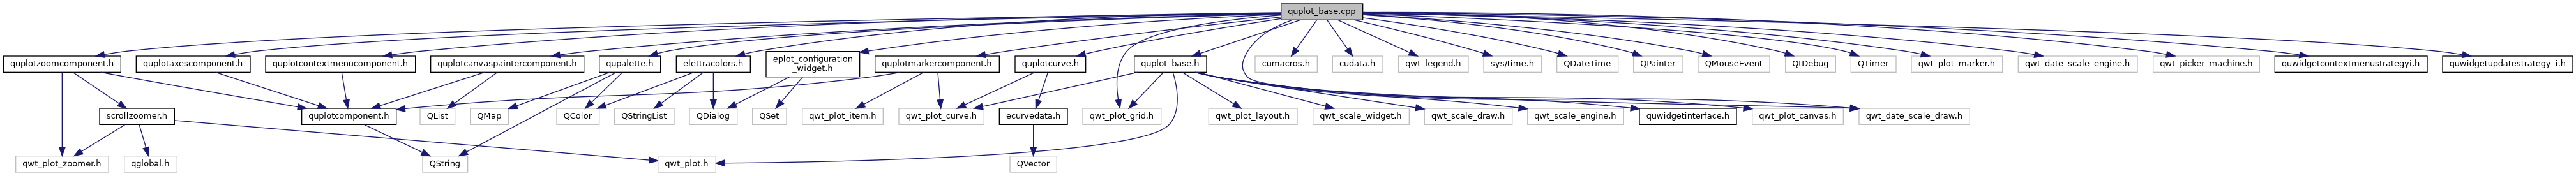 quplot_base.cpp
quplotzoomcomponent.h
quplotaxescomponent.h
quplotcontextmenucomponent.h
quplotcanvaspaintercomponent.h
qupalette.h
elettracolors.h
eplot_configuration
_widget.h
quplotmarkercomponent.h
quplotcurve.h
quplot_base.h
cumacros.h
cudata.h
qwt_legend.h
sys/time.h
QDateTime
QPainter
QMouseEvent
QtDebug
QTimer
qwt_plot_marker.h
qwt_date_scale_engine.h
qwt_picker_machine.h
quwidgetcontextmenustrategyi.h
quwidgetupdatestrategy_i.h
scrollzoomer.h
quplotcomponent.h
QList
QMap
QColor
QStringList
QDialog
QSet
qwt_plot_item.h
qwt_plot_curve.h
ecurvedata.h
qwt_plot_grid.h
qwt_plot_layout.h
qwt_scale_widget.h
qwt_scale_draw.h
qwt_scale_engine.h
quwidgetinterface.h
qwt_plot_canvas.h
qwt_date_scale_draw.h
qwt_plot_zoomer.h
qglobal.h
QString
qwt_plot.h
QVector